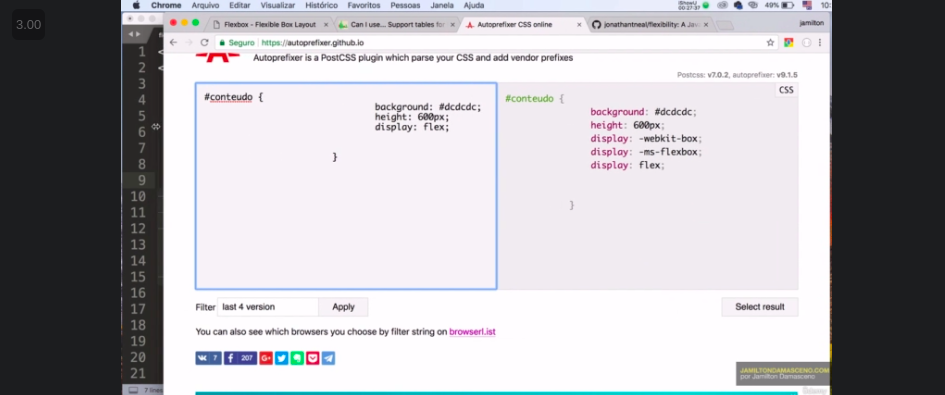 3.00
Chrome Arquivo Editar Visualizar Histórico Favoritos Pessoas Janela Ajuda
00:27:37
49%
10:
Flexbox - Flexible Box Layout
Can I use... Support tables for
Autoprefixer CSS online
jonathantneal/flexibility: A Jav
jamilton
Seguro https://autoprefixer.github.io
Autoprefixer is a PostCSS plugin which parse your CSS and add vendor prefixes
Postcss: v7.0.2, autoprefixer: v9.1.5
#conteudo {
background: #dcdcdc;
height: 600px;
display: flex;
}
CSS
#conteudo {
background: #dcdcdc;
height: 600px;
display: -webkit-box;
display: -ms-flexbox;
display: flex;
}
1
2
3
4
5
6
7
8
9
10
11
12
13
14
15
16
17
18
19
20
21
Filter last 4 version Apply
Select result
You can also see which browsers you choose by filter string on browserl.ist
7
207
G+
7 lines
JAMILTONDAMASCENO.COM
por Jamilton Damasceno
Udemy